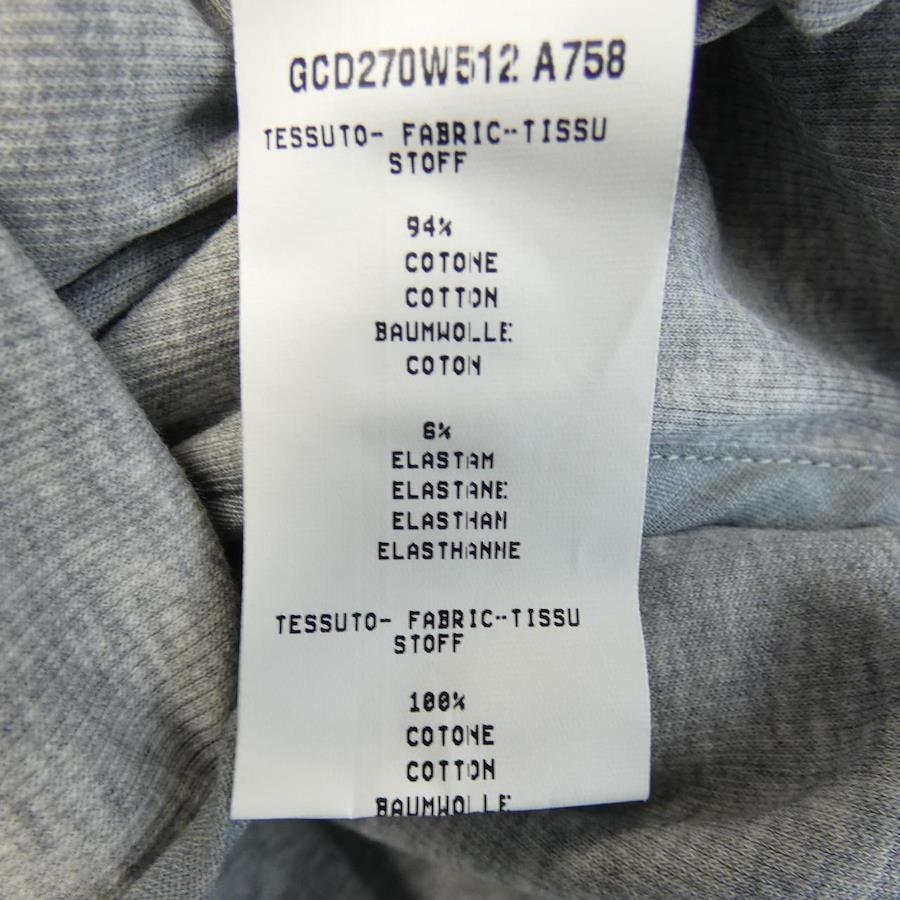 GCD270W512 A758
TESSUTO- FABRIC--TISSU
STOFF
94%
COTONE
COTTON
BAUMWOLLE
COTON
6%
ELASTAM
ELASTANE
ELASTHAN
ELASTHANNE
TESSUTO- FABRIC--TISSU
STOFF
100%
COTONE
COTTON
BAUMWOLLE